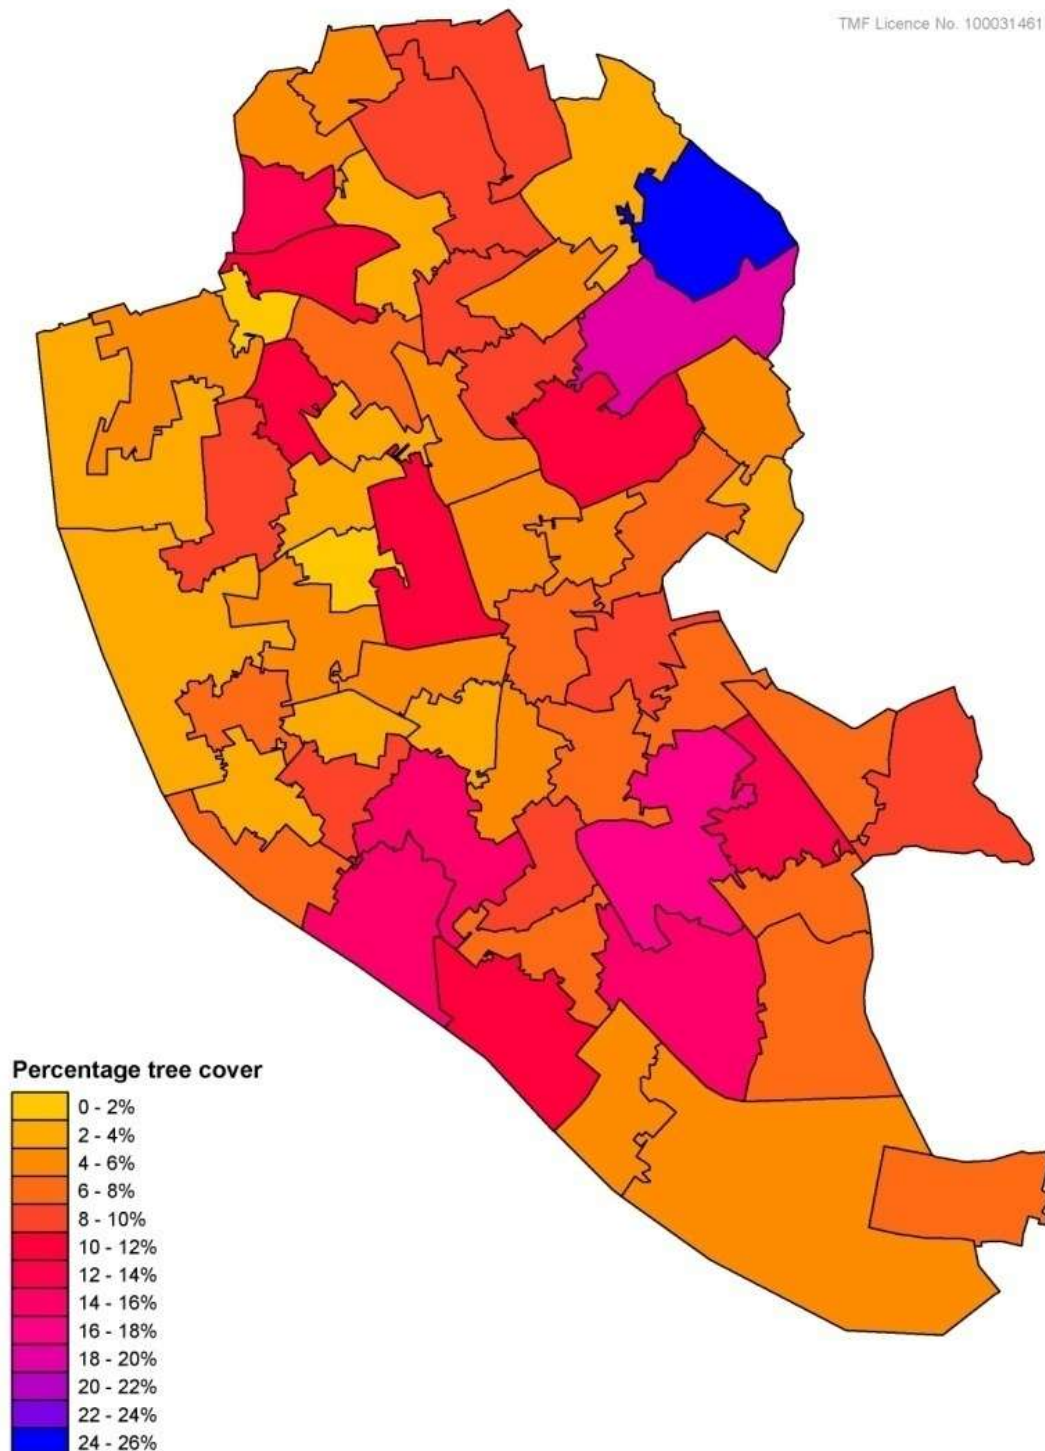 TMF Licence No. 100031461
Percentage tree cover
0 - 2%
2 - 4%
4 - 6%
6 - 8%
8 - 10%
10 - 12%
12 - 14%
14 - 16%
16 - 18%
18 - 20%
20 - 22%
22 - 24%
24 - 26%